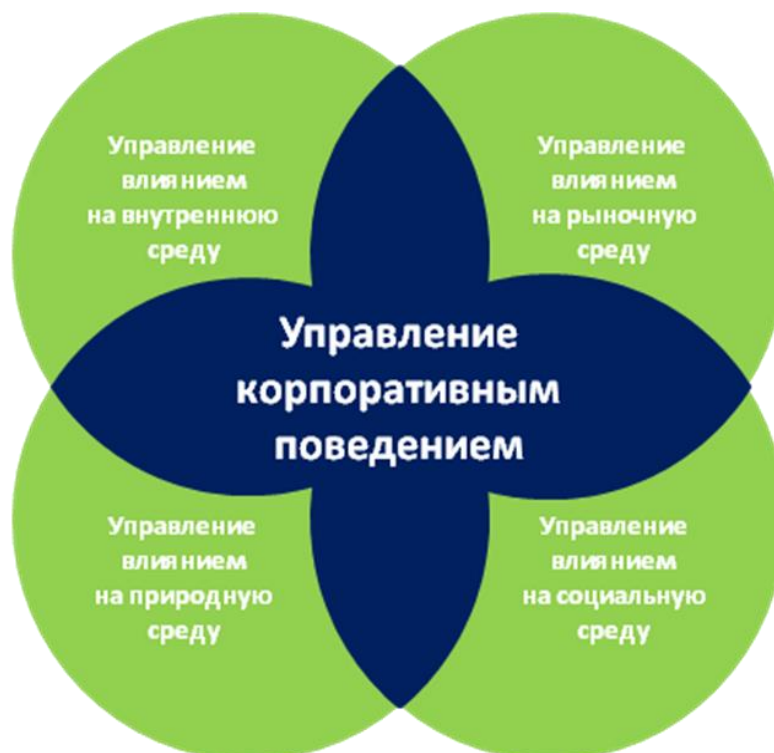 Управление
влиянием
на внутреннюю
среду
Управление
влиянием
на рыночную
среду
Управление
корпоративным
поведением
Управление
влиянием
на природную
среду
Управление
влиянием
на социальную
среду